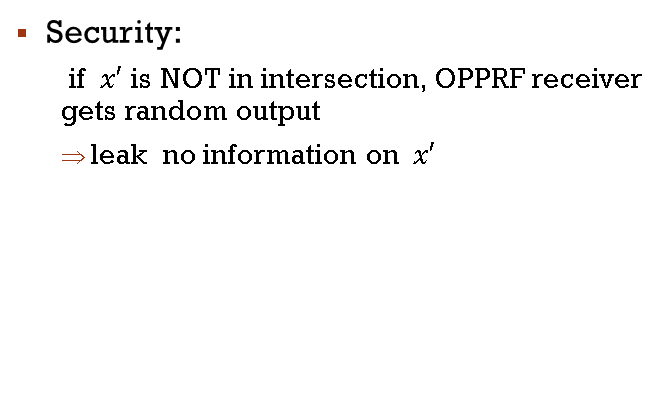 ▪ Security:
if x′ is NOT in intersection, OPPRF receiver
gets random output
⇒ leak no information on x′